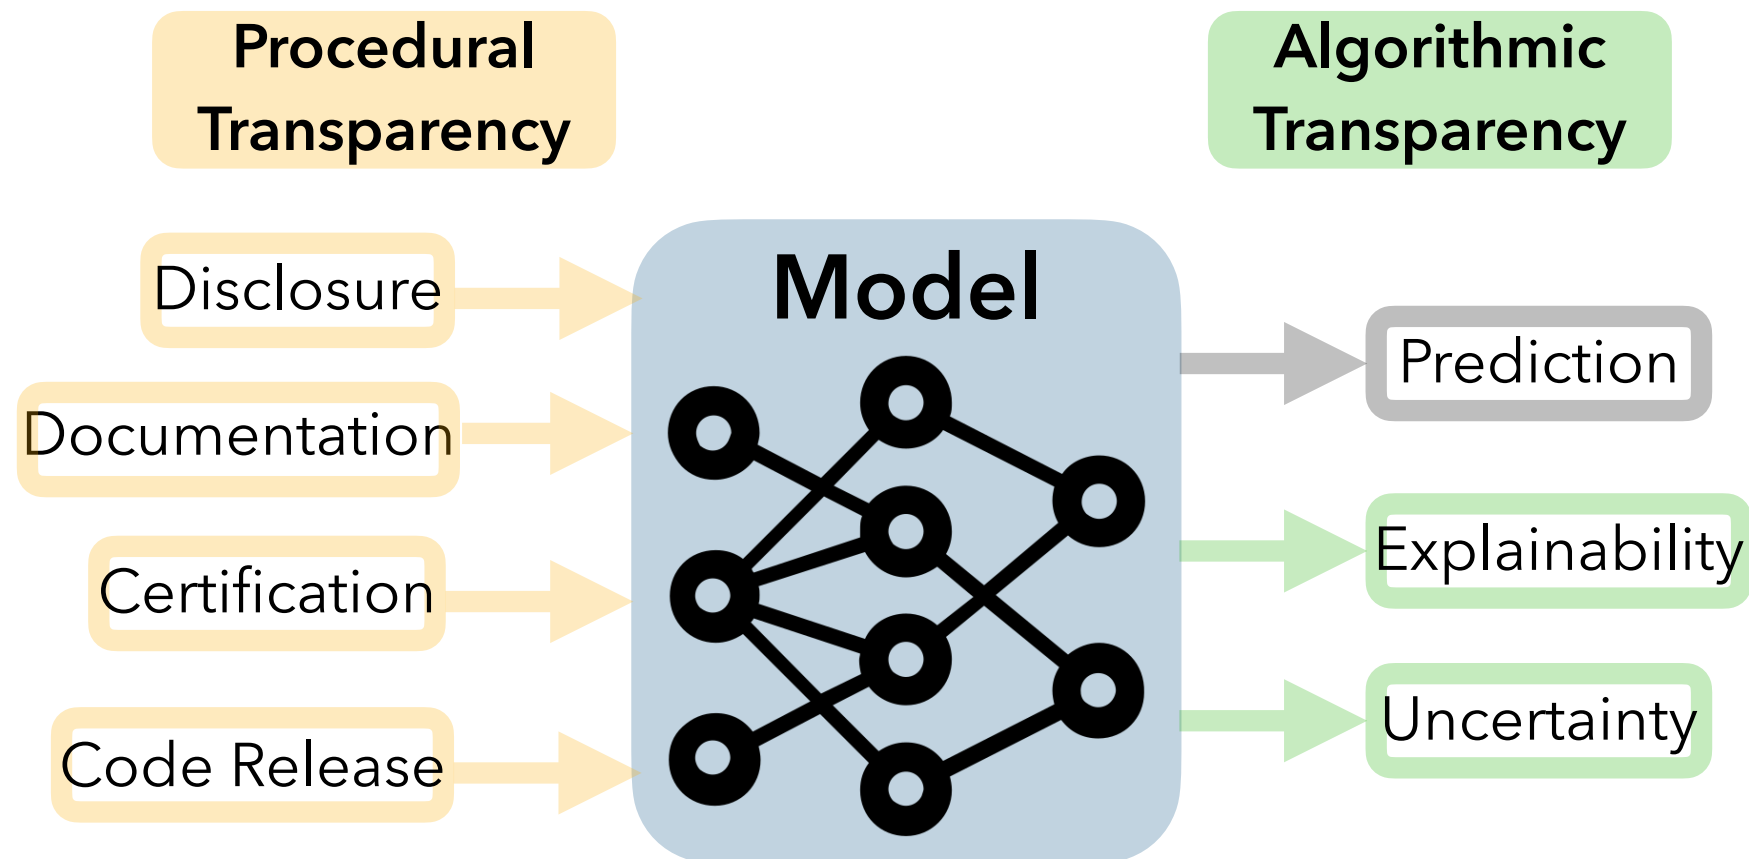 Procedural
Transparency
Algorithmic
Transparency
Disclosure
Documentation
Certification
Code Release
Model
Prediction
Explainability
Uncertainty